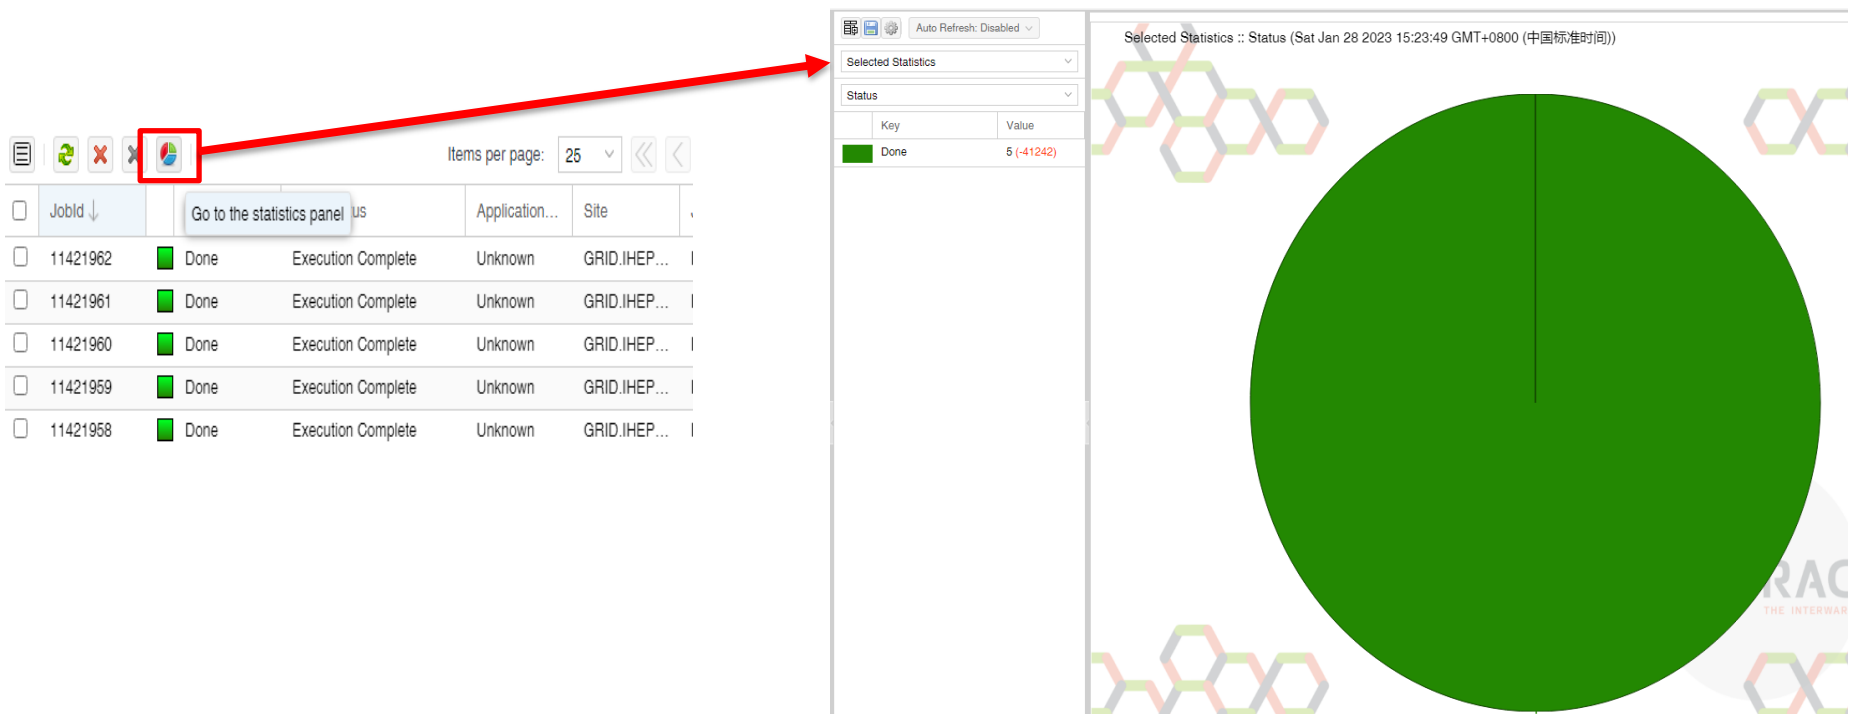 Items per page: 25
JobId Go to the statistics panel us Application... Site
11421962 Done Execution Complete Unknown GRID.IHEP...
11421961 Done Execution Complete Unknown GRID.IHEP...
11421960 Done Execution Complete Unknown GRID.IHEP...
11421959 Done Execution Complete Unknown GRID.IHEP...
11421958 Done Execution Complete Unknown GRID.IHEP...
Auto Refresh: Disabled
Selected Statistics
Status
Key Value
Done 5 (-41242)
Selected Statistics :: Status (Sat Jan 28 2023 15:23:49 GMT+0800 (中国标准时间))
RAC
THE INTERWAR